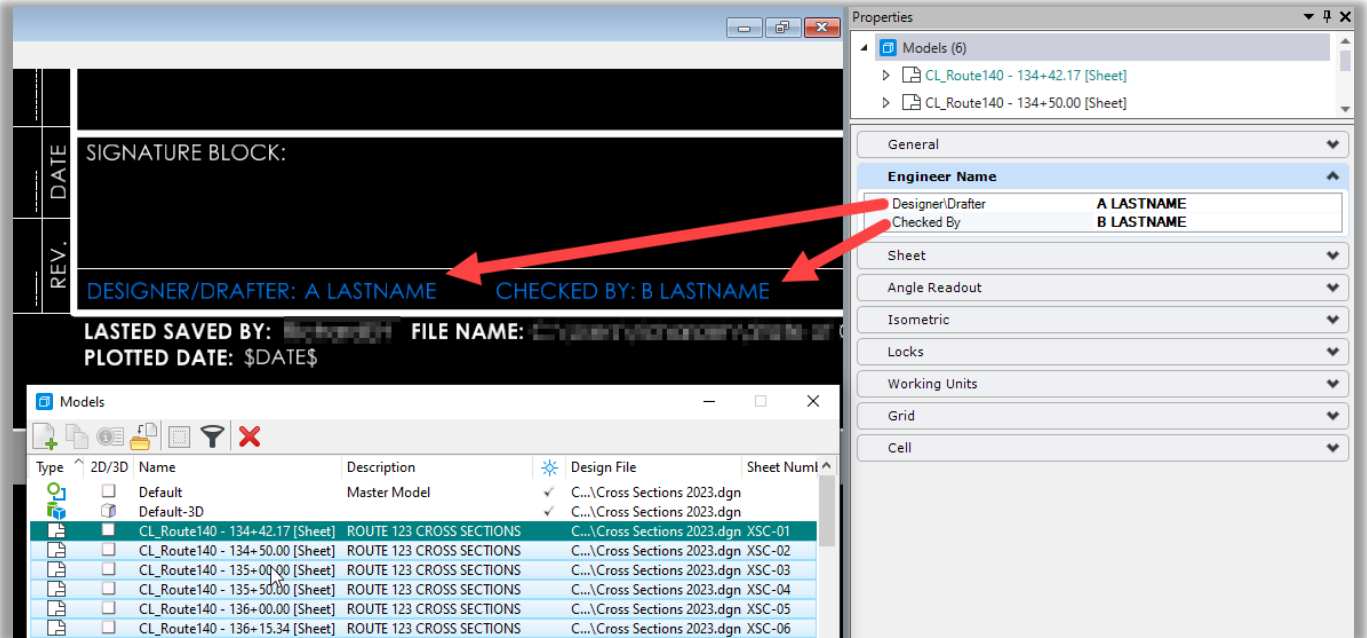 Properties
Models (6)
CL_Route140 - 134+42.17 [Sheet]
CL_Route140 - 134+50.00 [Sheet]
General
Engineer Name
Designer\Drafter A LASTNAME
Checked By B LASTNAME
Sheet
Angle Readout
Isometric
Locks
Working Units
Grid
Cell
DATE
REV.
SIGNATURE BLOCK:
DESIGNER/DRAFTER: A LASTNAME CHECKED BY: B LASTNAME
LASTED SAVED BY: FILE NAME:
PLOTTED DATE: $DATE$
Models
Type 2D/3D Name Description Design File Sheet Numl
Default Master Model C...\Cross Sections 2023.dgn
Default-3D C...\Cross Sections 2023.dgn
CL_Route140 - 134+42.17 [Sheet] ROUTE 123 CROSS SECTIONS C...\Cross Sections 2023.dgn XSC-01
CL_Route140 - 134+50.00 [Sheet] ROUTE 123 CROSS SECTIONS C...\Cross Sections 2023.dgn XSC-02
CL_Route140 - 135+00.00 [Sheet] ROUTE 123 CROSS SECTIONS C...\Cross Sections 2023.dgn XSC-03
CL_Route140 - 135+50.00 [Sheet] ROUTE 123 CROSS SECTIONS C...\Cross Sections 2023.dgn XSC-04
CL_Route140 - 136+00.00 [Sheet] ROUTE 123 CROSS SECTIONS C...\Cross Sections 2023.dgn XSC-05
CL_Route140 - 136+15.34 [Sheet] ROUTE 123 CROSS SECTIONS C...\Cross Sections 2023.dgn XSC-06